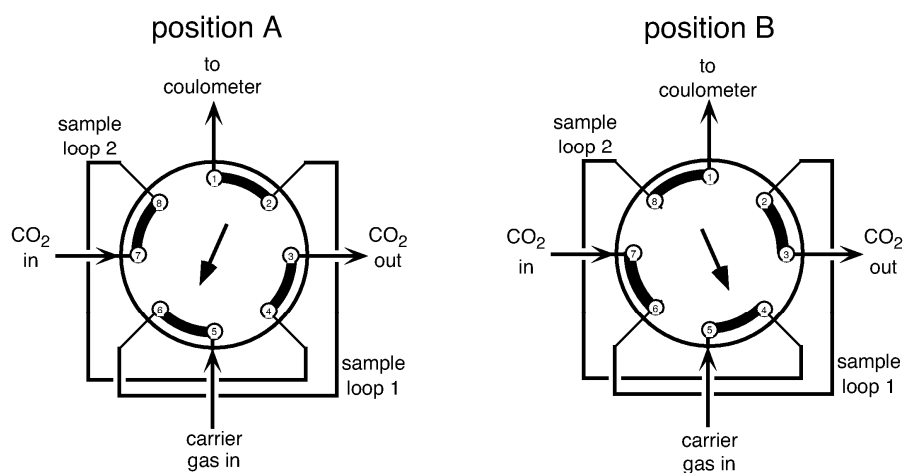 position A
to
coulometer
sample
loop 2
1
2
8
CO2
in
7
3
CO2
out
6
4
5
sample
loop 1
carrier
gas in
position B
to
coulometer
sample
loop 2
1
8
2
CO2
in
7
3
CO2
out
6
4
5
sample
loop 1
carrier
gas in